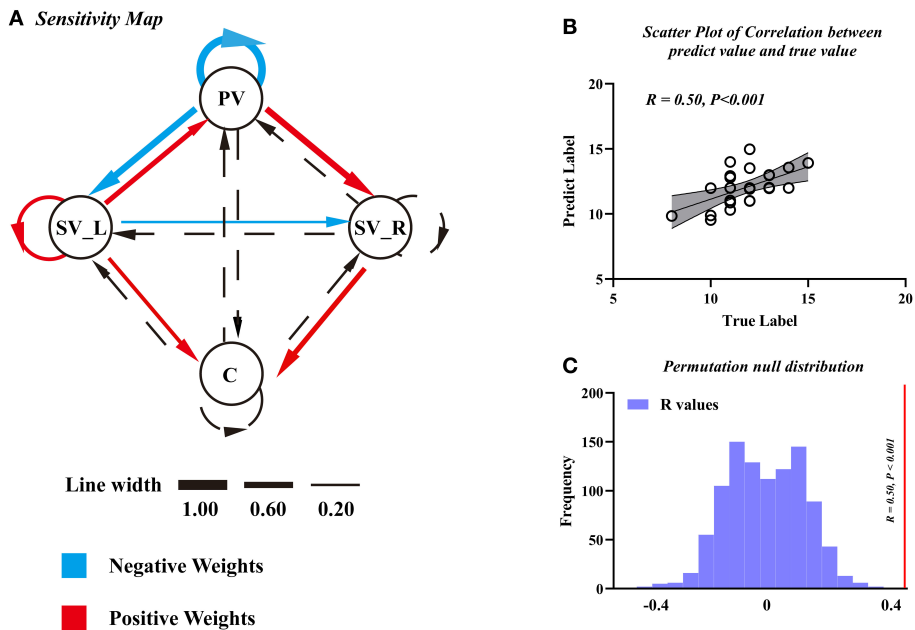 A Sensitivity Map
PV
SV_L
SV_R
C
Line width
1.00 0.60 0.20
Negative Weights
Positive Weights
B
Scatter Plot of Correlation between
predict value and true value
R = 0.50, P<0.001
Predict Label
20
15
10
5
5 10 15 20
True Label
C Permutation null distribution
R values
Frequency
200
150
100
50
0
R = 0.50, P < 0.001
-0.4 0 0.4